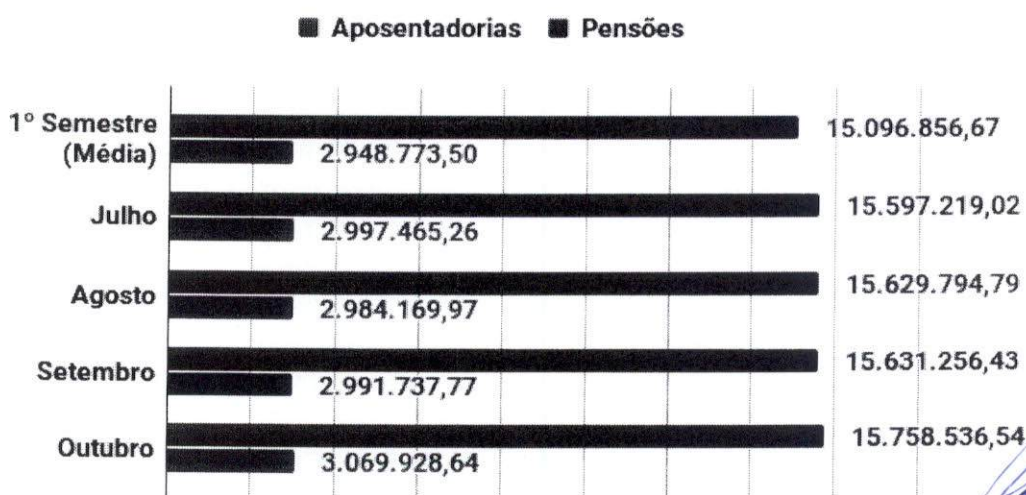 Aposentadorias Pensões
1º Semestre
(Média)
15.096.856,67
2.948.773,50
Julho
15.597.219,02
2.997.465,26
Agosto
15.629.794,79
2.984.169,97
Setembro
15.631.256,43
2.991.737,77
Outubro
15.758.536,54
3.069.928,64